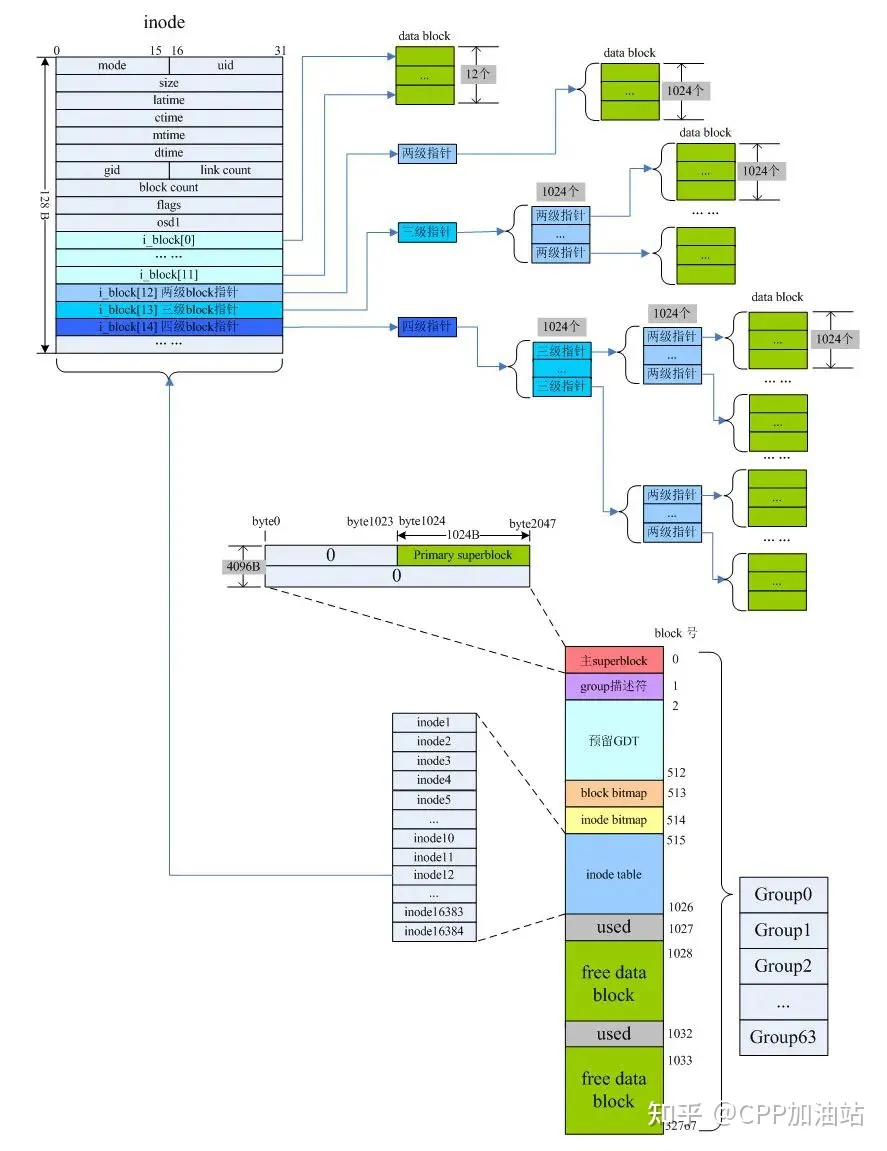 inode
0 15 16 31
mode uid
size
latime
ctime
mtime
dtime
gid link count
block count
flags
osd1
i_block[0]
... ...
i_block[11]
i_block[12] 两级block指针
i_block[13] 三级block指针
i_block[14] 四级block指针
... ...
128 B
data block
...
12个
两级指针
data block
...
1024个
三级指针
1024个
两级指针
...
两级指针
data block
...
1024个
... ...
...
四级指针
1024个
三级指针
...
三级指针
1024个
两级指针
...
两级指针
data block
...
1024个
... ...
...
... ...
两级指针
...
两级指针
...
... ...
...
byte0 byte1023 byte1024 byte2047
1024B
4096B
0 Primary superblock
0
block 号
主superblock 0
group描述符 1
2
预留GDT
512
block bitmap 513
inode bitmap 514
515
inode table
1026
used 1027
1028
free data
block
used 1032
1033
free data
block
32767
inode1
inode2
inode3
inode4
inode5
...
inode10
inode11
inode12
...
inode16383
inode16384
Group0
Group1
Group2
...
Group63
知乎 @CPP加油站